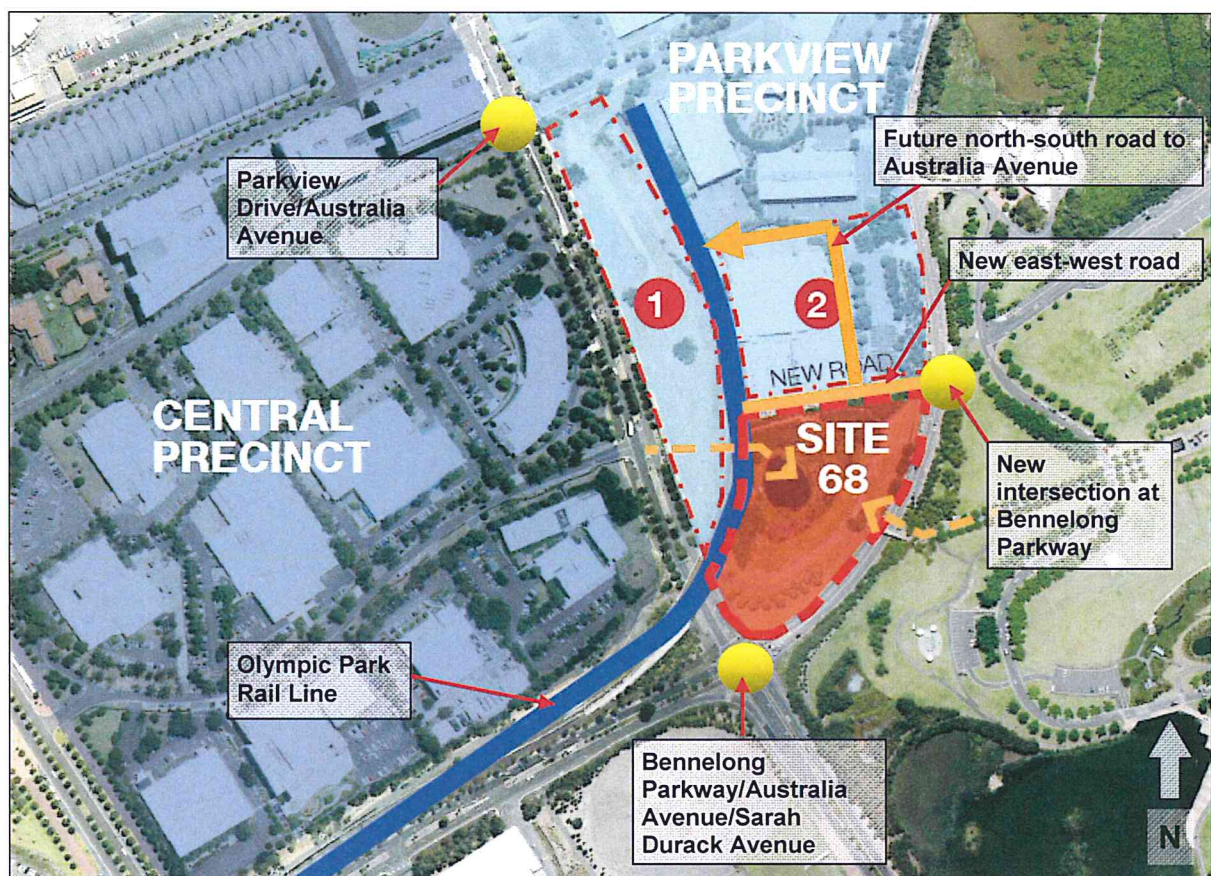 PARKVIEW
PRECINCT
Future north-south road to
Australia Avenue
Parkview
Drive/Australia
Avenue
New east-west road
1
2
NEW ROAD
CENTRAL
PRECINCT
SITE
68
New
intersection at
Bennelong
Parkway
Olympic Park
Rail Line
Bennelong
Parkway/Australia
Avenue/Sarah
Durack Avenue
N